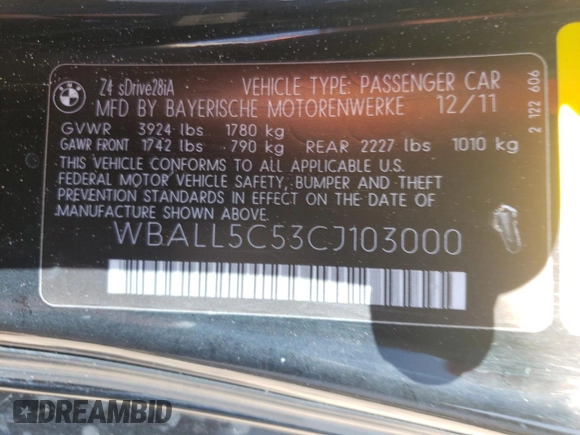 Z4 sDrive28iA VEHICLE TYPE: PASSENGER CAR
MFD BY BAYERISCHE MOTORENWERKE 12/11
GVWR 3924 lbs 1780 kg
GAWR FRONT 1742 lbs 790 kg REAR 2227 lbs 1010 kg
THIS VEHICLE CONFORMS TO ALL APPLICABLE U.S.
FEDERAL MOTOR VEHICLE SAFETY, BUMPER AND THEFT
PREVENTION STANDARDS IN EFFECT ON THE DATE OF
MANUFACTURE SHOWN ABOVE.
WBALL5C53CJ103000
2 122 606
BMW
DREAMBID